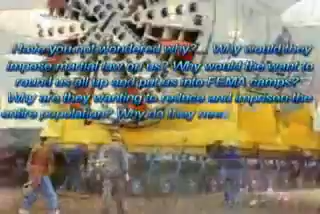 Have you not wondered why?... Why would they
impose martial law on us? Why would the want to
round us all up and put us into FEMA camps?
Why are they wanting to reduce and imprison the
entire population? Why do they nee..